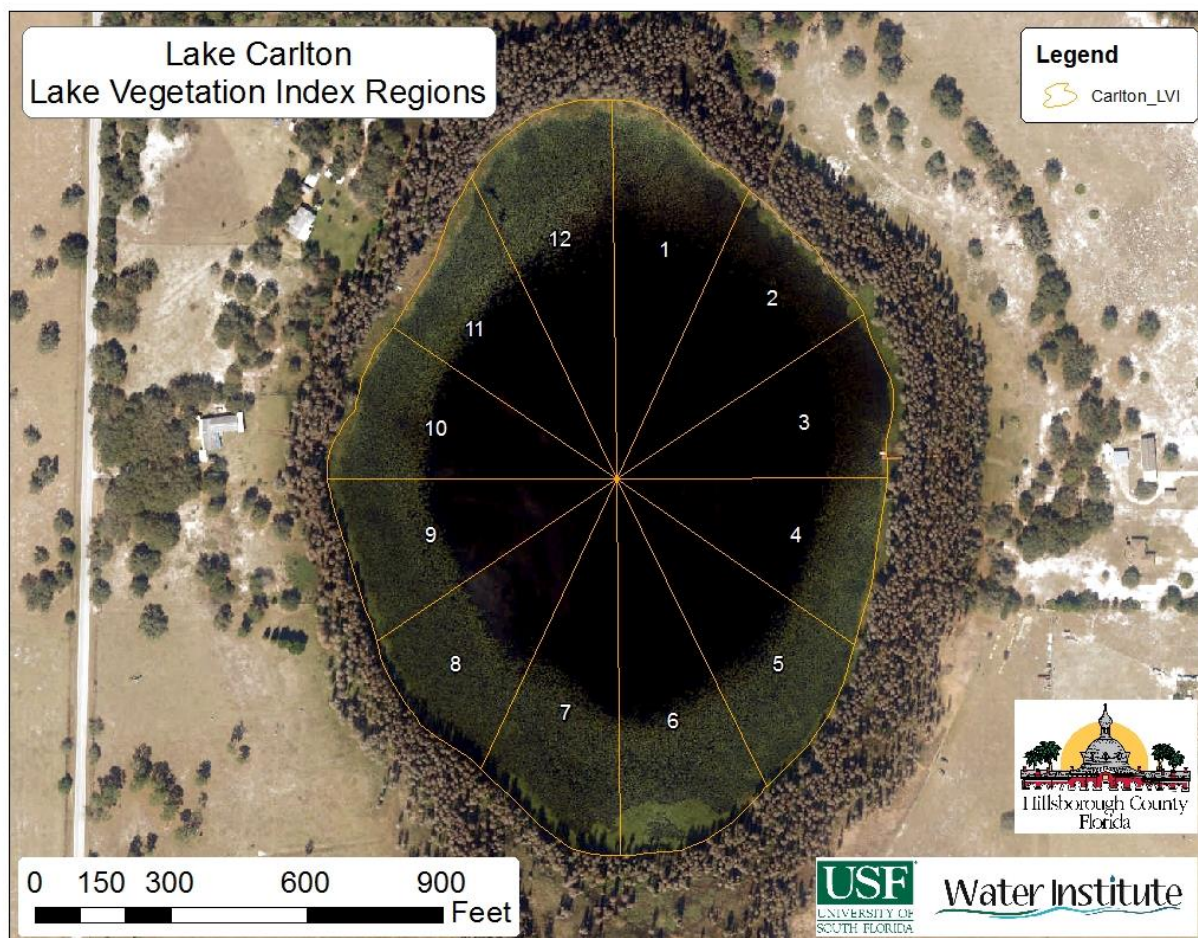 Lake Carlton
Lake Vegetation Index Regions
Legend
Carlton_LVI
12
1
2
11
3
10
9
4
8
5
7
6
Hillsborough County
Florida
0 150 300 600 900
Feet
USF
UNIVERSITY OF
SOUTH FLORIDA
Water Institute